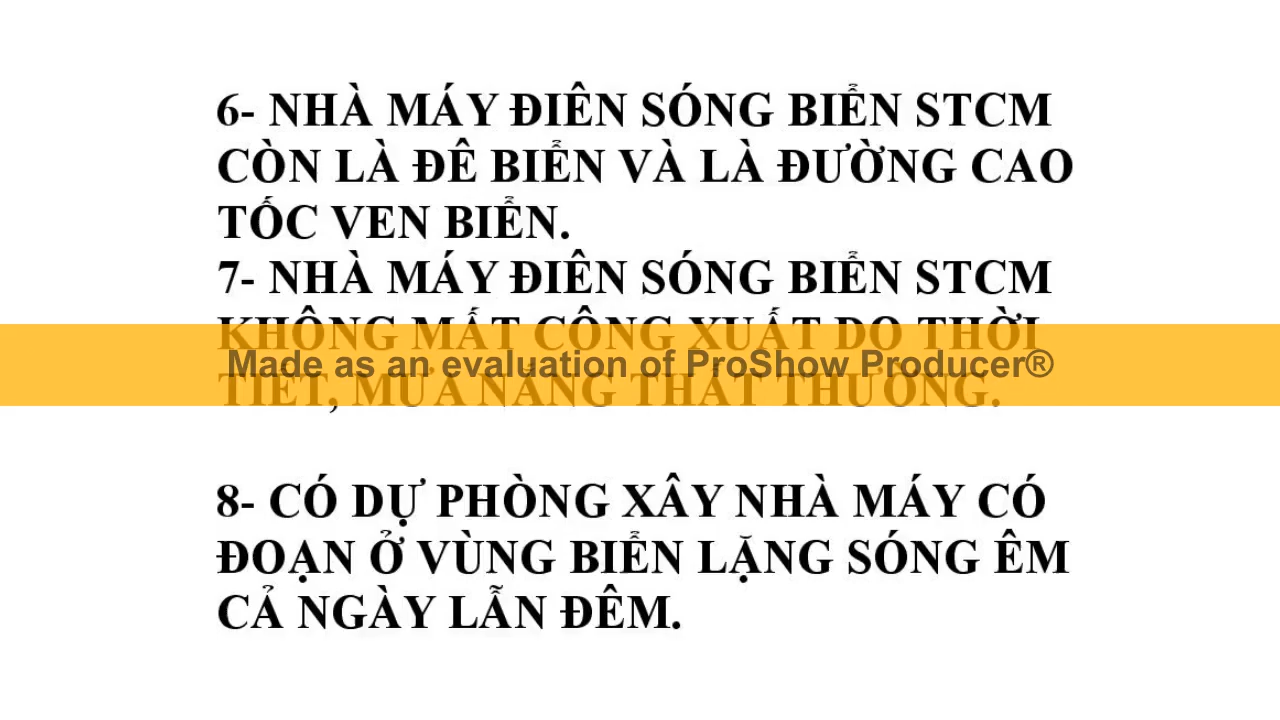 6- NHÀ MÁY ĐIÊN SÓNG BIỂN STCM
CÒN LÀ ĐÊ BIỂN VÀ LÀ ĐƯỜNG CAO
TỐC VEN BIỂN.
7- NHÀ MÁY ĐIÊN SÓNG BIỂN STCM
KHÔNG MẤT CÔNG XUẤT DO THỜI
Made as an evaluation of ProShow Producer®
TIẾT, MƯA NẮNG THẤT THƯỜNG.
8- CÓ DỰ PHÒNG XÂY NHÀ MÁY CÓ
ĐOẠN Ở VÙNG BIỂN LẶNG SÓNG ÊM
CẢ NGÀY LẪN ĐÊM.